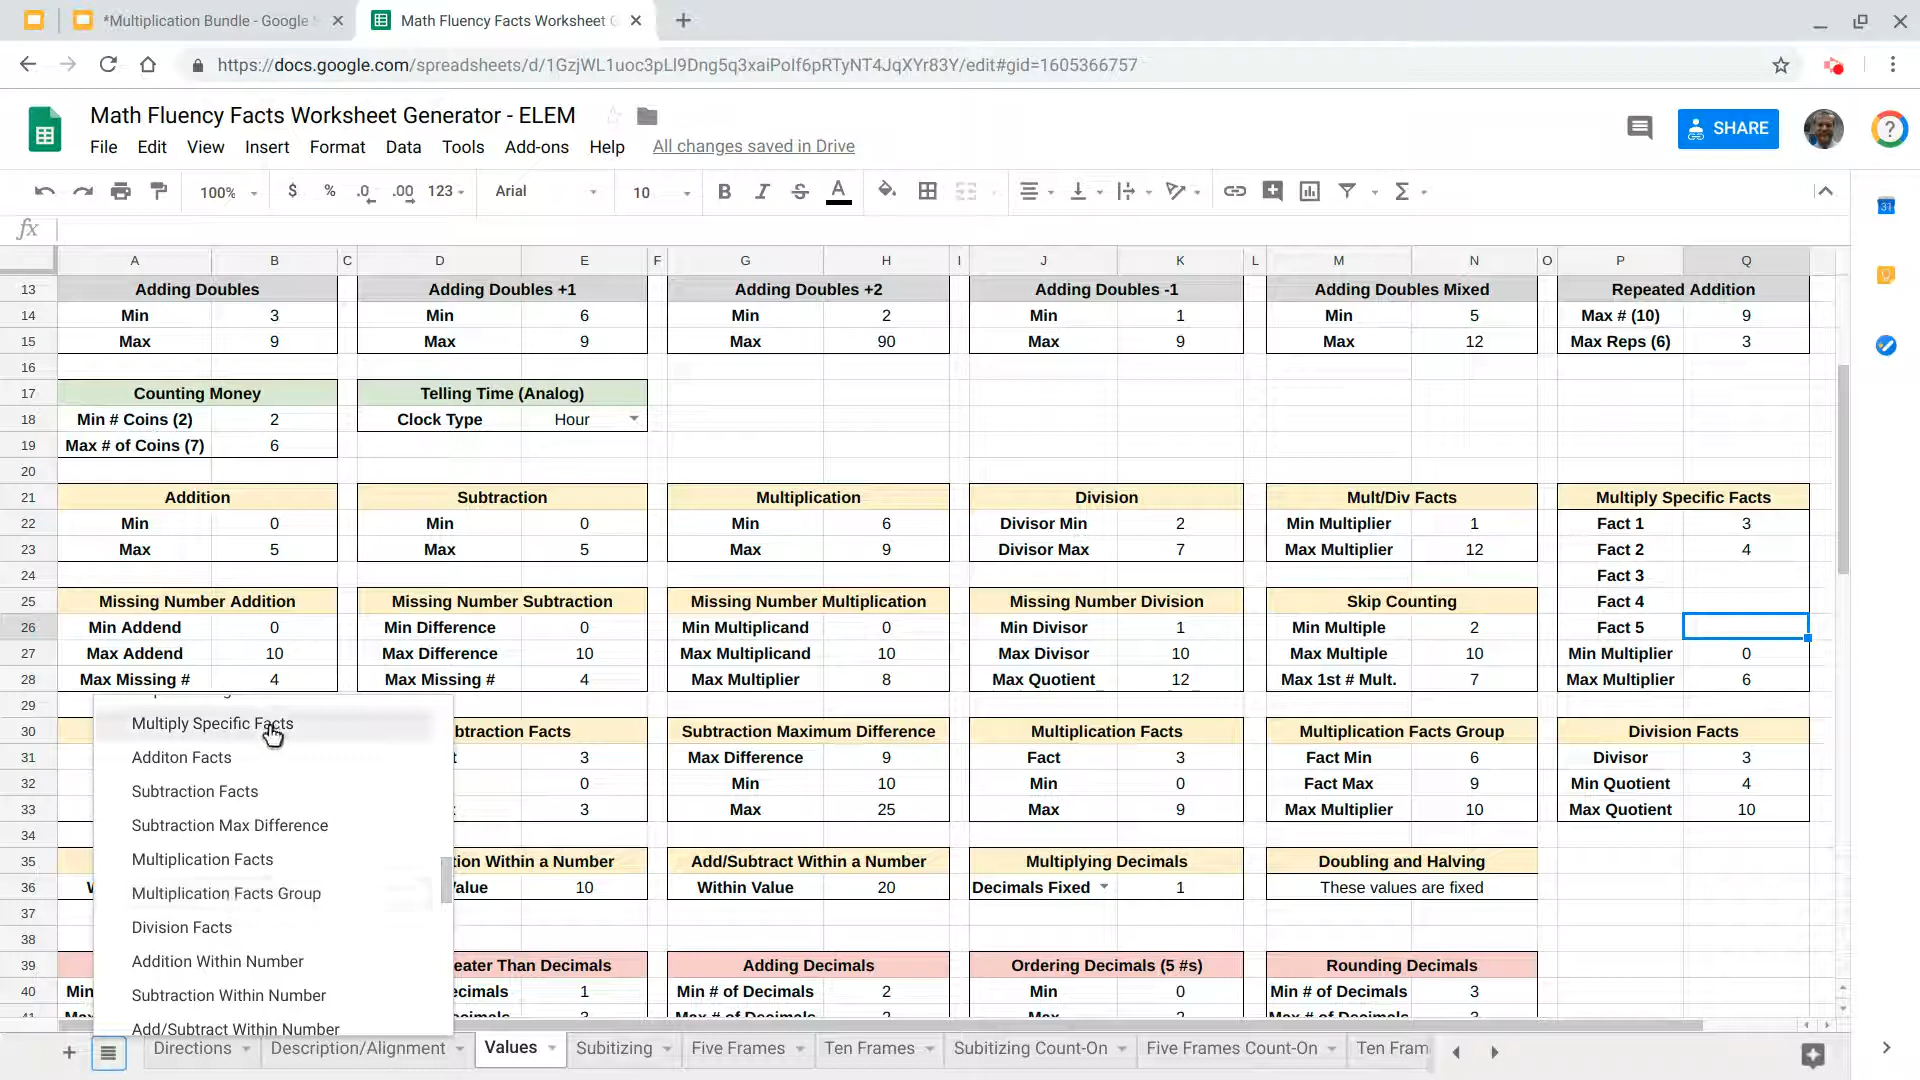 *Multiplication Bundle - Google
Math Fluency Facts Worksheet G
https://docs.google.com/spreadsheets/d/1GzjWL1uoc3pLl9Dng5q3xaiPoIf6pRTyNT4JqXYr83Y/edit#gid=1605366757
Math Fluency Facts Worksheet Generator - ELEM
SHARE
File Edit View Insert Format Data Tools Add-ons Help All changes saved in Drive
100% $ % .0 .00 123 Arial 10 B I S A
31
fx
A B C D E F G H I J K L M N O P Q
13 Adding Doubles Adding Doubles +1 Adding Doubles +2 Adding Doubles -1 Adding Doubles Mixed Repeated Addition
14 Min 3 Min 6 Min 2 Min 1 Min 5 Max # (10) 9
15 Max 9 Max 9 Max 90 Max 9 Max 12 Max Reps (6) 3
16
17 Counting Money Telling Time (Analog)
18 Min # Coins (2) 2 Clock Type Hour
19 Max # of Coins (7) 6
20
21 Addition Subtraction Multiplication Division Mult/Div Facts Multiply Specific Facts
22 Min 0 Min 0 Min 6 Divisor Min 2 Min Multiplier 1 Fact 1 3
23 Max 5 Max 5 Max 9 Divisor Max 7 Max Multiplier 12 Fact 2 4
24 Fact 3
25 Missing Number Addition Missing Number Subtraction Missing Number Multiplication Missing Number Division Skip Counting Fact 4
26 Min Addend 0 Min Difference 0 Min Multiplicand 0 Min Divisor 1 Min Multiple 2 Fact 5
27 Max Addend 10 Max Difference 10 Max Multiplicand 10 Max Divisor 10 Max Multiple 10 Min Multiplier 0
28 Max Missing # 4 Max Missing # 4 Max Multiplier 8 Max Quotient 12 Max 1st # Mult. 7 Max Multiplier 6
29
30 btraction Facts Subtraction Maximum Difference Multiplication Facts Multiplication Facts Group Division Facts
31 t 3 Max Difference 9 Fact 3 Fact Min 6 Divisor 3
32 0 Min 10 Min 0 Fact Max 9 Min Quotient 4
33 3 Max 25 Max 9 Max Multiplier 10 Max Quotient 10
34
35 tion Within a Number Add/Subtract Within a Number Multiplying Decimals Doubling and Halving
36 W alue 10 Within Value 20 Decimals Fixed 1 These values are fixed
37
38
39 eater Than Decimals Adding Decimals Ordering Decimals (5 #s) Rounding Decimals
40 Min ecimals 1 Min # of Decimals 2 Min 0 Min # of Decimals 3
Multiply Specific Facts
Additon Facts
Subtraction Facts
Subtraction Max Difference
Multiplication Facts
Multiplication Facts Group
Division Facts
Addition Within Number
Subtraction Within Number
Add/Subtract Within Number
Directions Description/Alignment Values Subitizing Five Frames Ten Frames Subitizing Count-On Five Frames Count-On Ten Fram